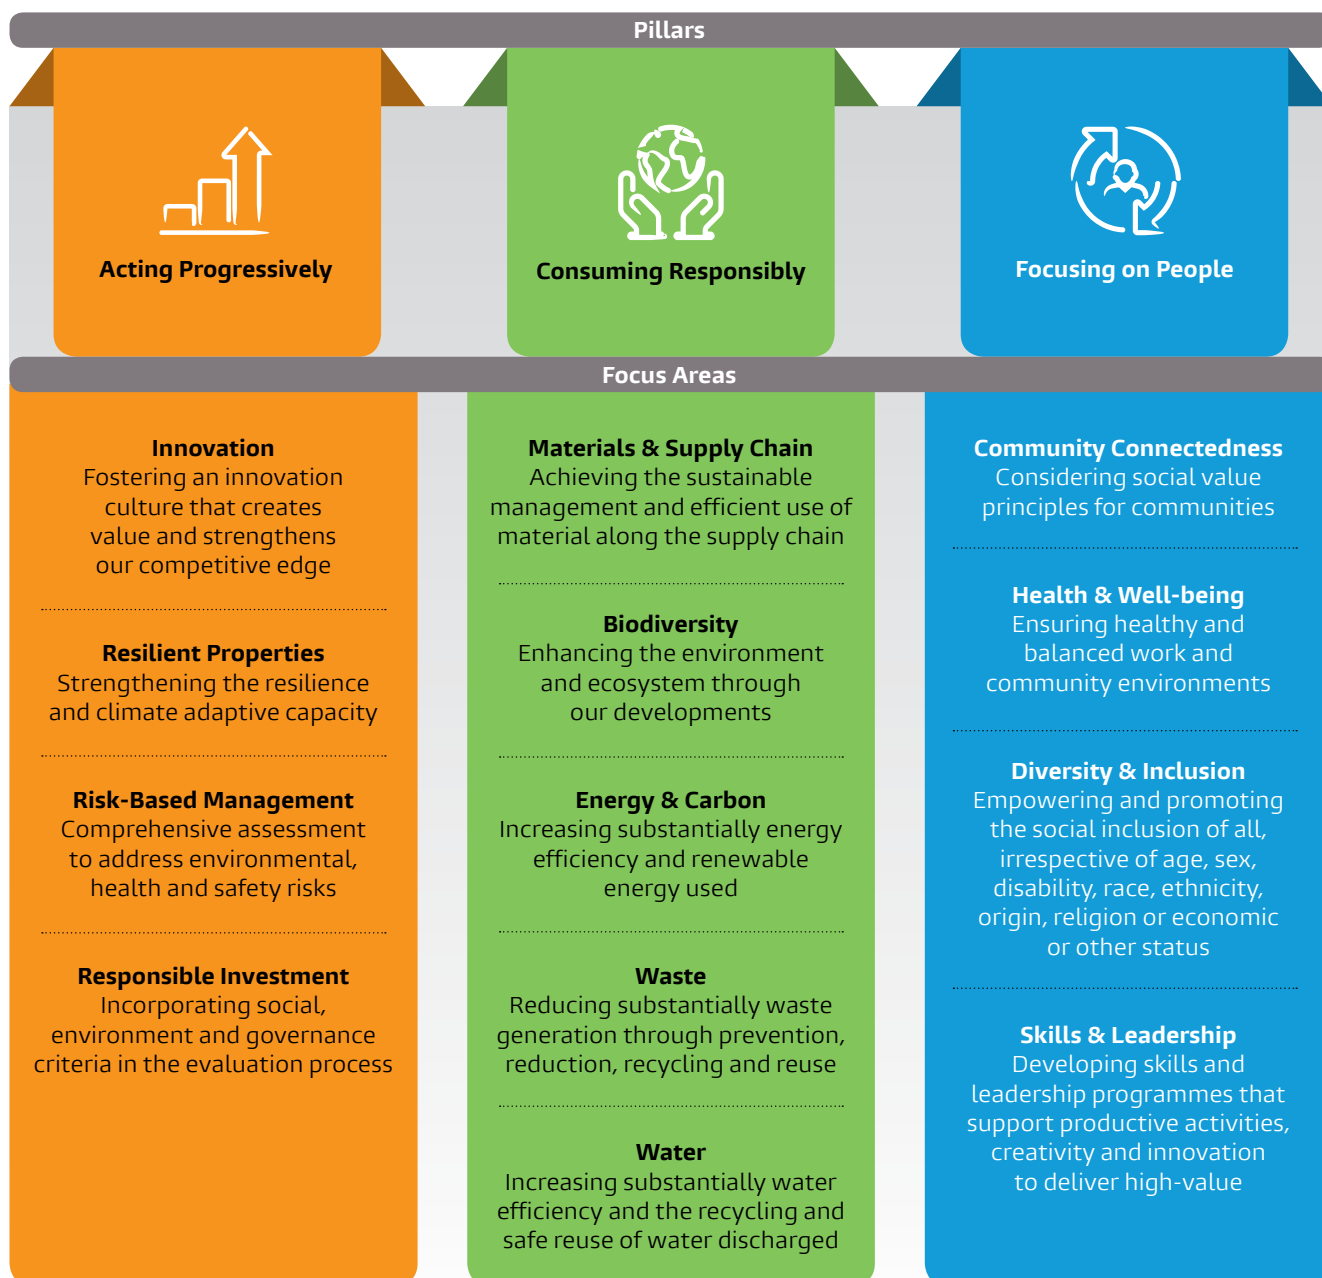 Pillars
Acting Progressively
Consuming Responsibly
Focusing on People
Focus Areas
Innovation
Fostering an innovation
culture that creates
value and strengthens
our competitive edge
Resilient Properties
Strengthening the resilience
and climate adaptive capacity
Risk-Based Management
Comprehensive assessment
to address environmental,
health and safety risks
Responsible Investment
Incorporating social,
environment and governance
criteria in the evaluation process
Materials & Supply Chain
Achieving the sustainable
management and efficient use of
material along the supply chain
Biodiversity
Enhancing the environment
and ecosystem through
our developments
Energy & Carbon
Increasing substantially energy
efficiency and renewable
energy used
Waste
Reducing substantially waste
generation through prevention,
reduction, recycling and reuse
Water
Increasing substantially water
efficiency and the recycling and
safe reuse of water discharged
Community Connectedness
Considering social value
principles for communities
Health & Well-being
Ensuring healthy and
balanced work and
community environments
Diversity & Inclusion
Empowering and promoting
the social inclusion of all,
irrespective of age, sex,
disability, race, ethnicity,
origin, religion or economic
or other status
Skills & Leadership
Developing skills and
leadership programmes that
support productive activities,
creativity and innovation
to deliver high-value